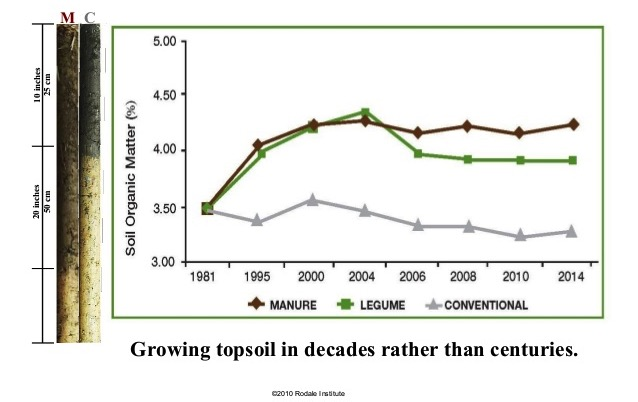 M C
10 inches
25 cm
20 inches
50 cm
Soil Organic Matter (%)
5.00
4.50
4.00
3.50
3.00
1981 1995 2000 2004 2006 2008 2010 2014
MANURE LEGUME CONVENTIONAL
Growing topsoil in decades rather than centuries.
©2010 Rodale Institute